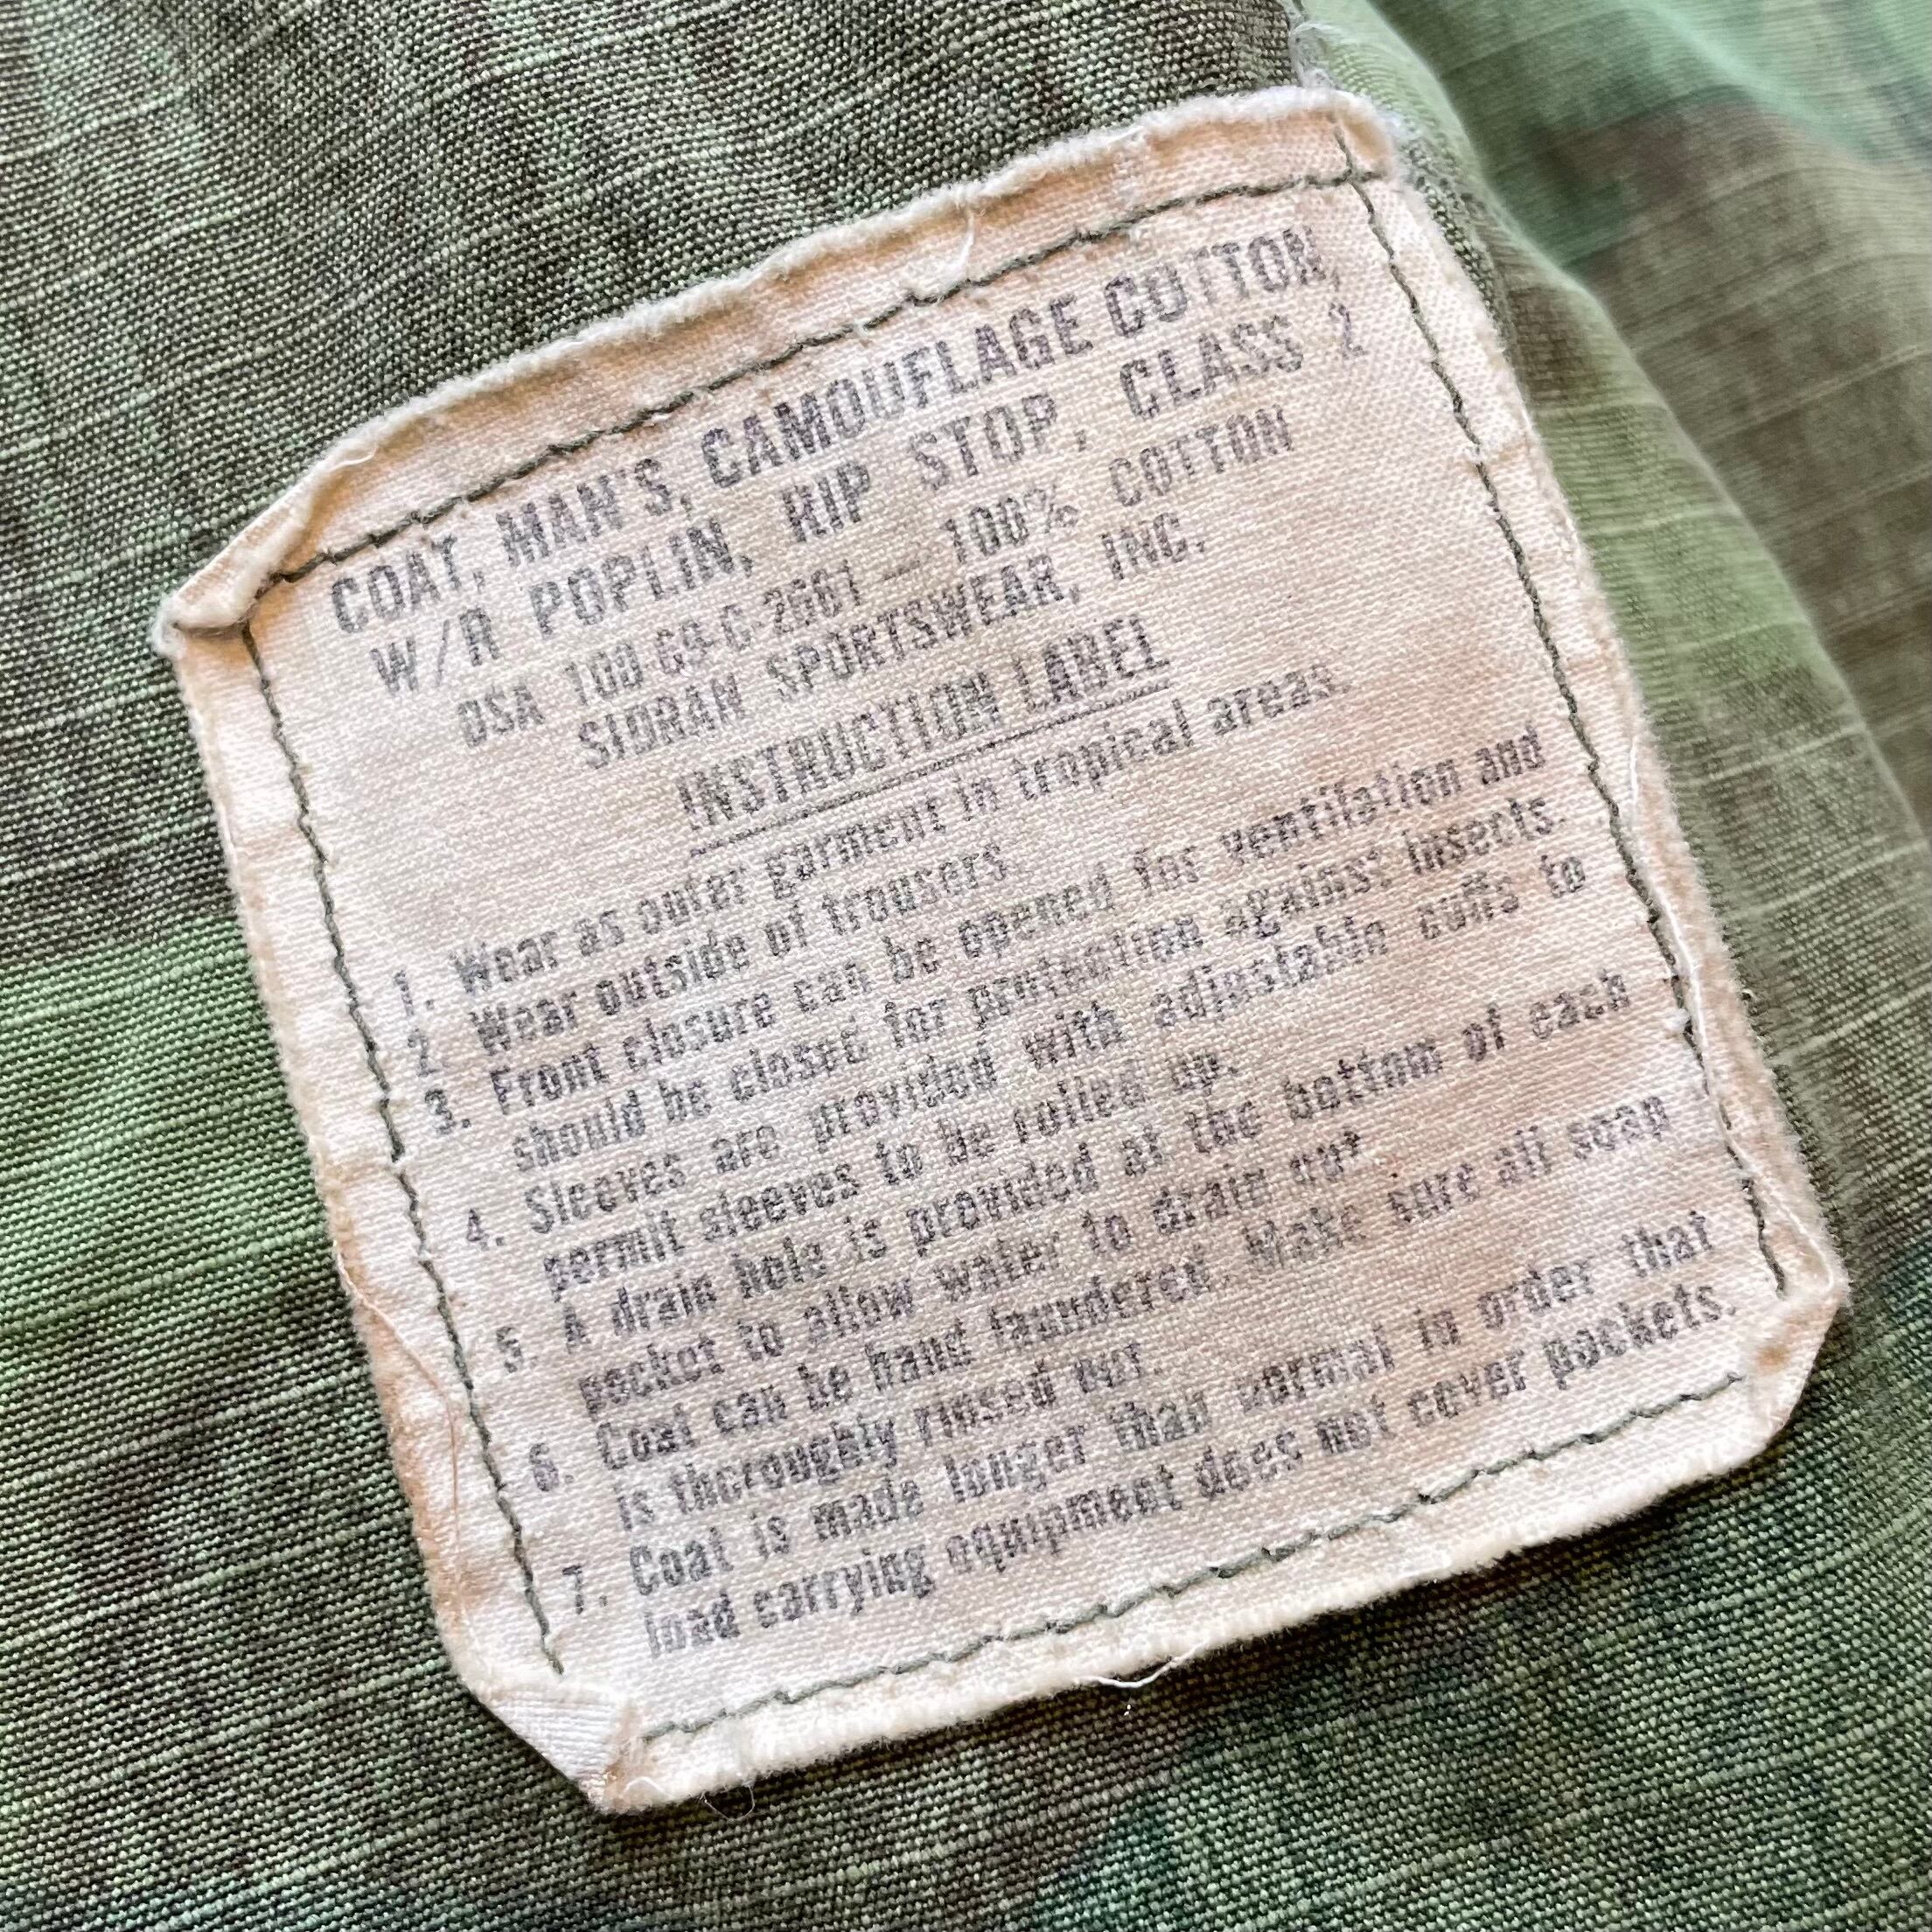 COAT, MAN'S, CAMOUFLAGE COTTON,
W/R POPLIN, RIP STOP, CLASS 2
DSA 100-69-C-2661 — 100% COTTON
SIDRAN SPORTSWEAR, INC.
INSTRUCTION LABEL
1. Wear as outer garment in tropical areas.
2. Wear outside of trousers.
3. Front closure can be opened for ventilation and
should be closed for protection against insects.
4. Sleeves are provided with adjustable cuffs to
permit sleeves to be rolled up.
5. A drain hole is provided at the bottom of each
pocket to allow water to drain out.
6. Coat can be hand laundered. Make sure all soap
is thoroughly rinsed out.
7. Coat is made longer than normal in order that
load carrying equipment does not cover pockets.